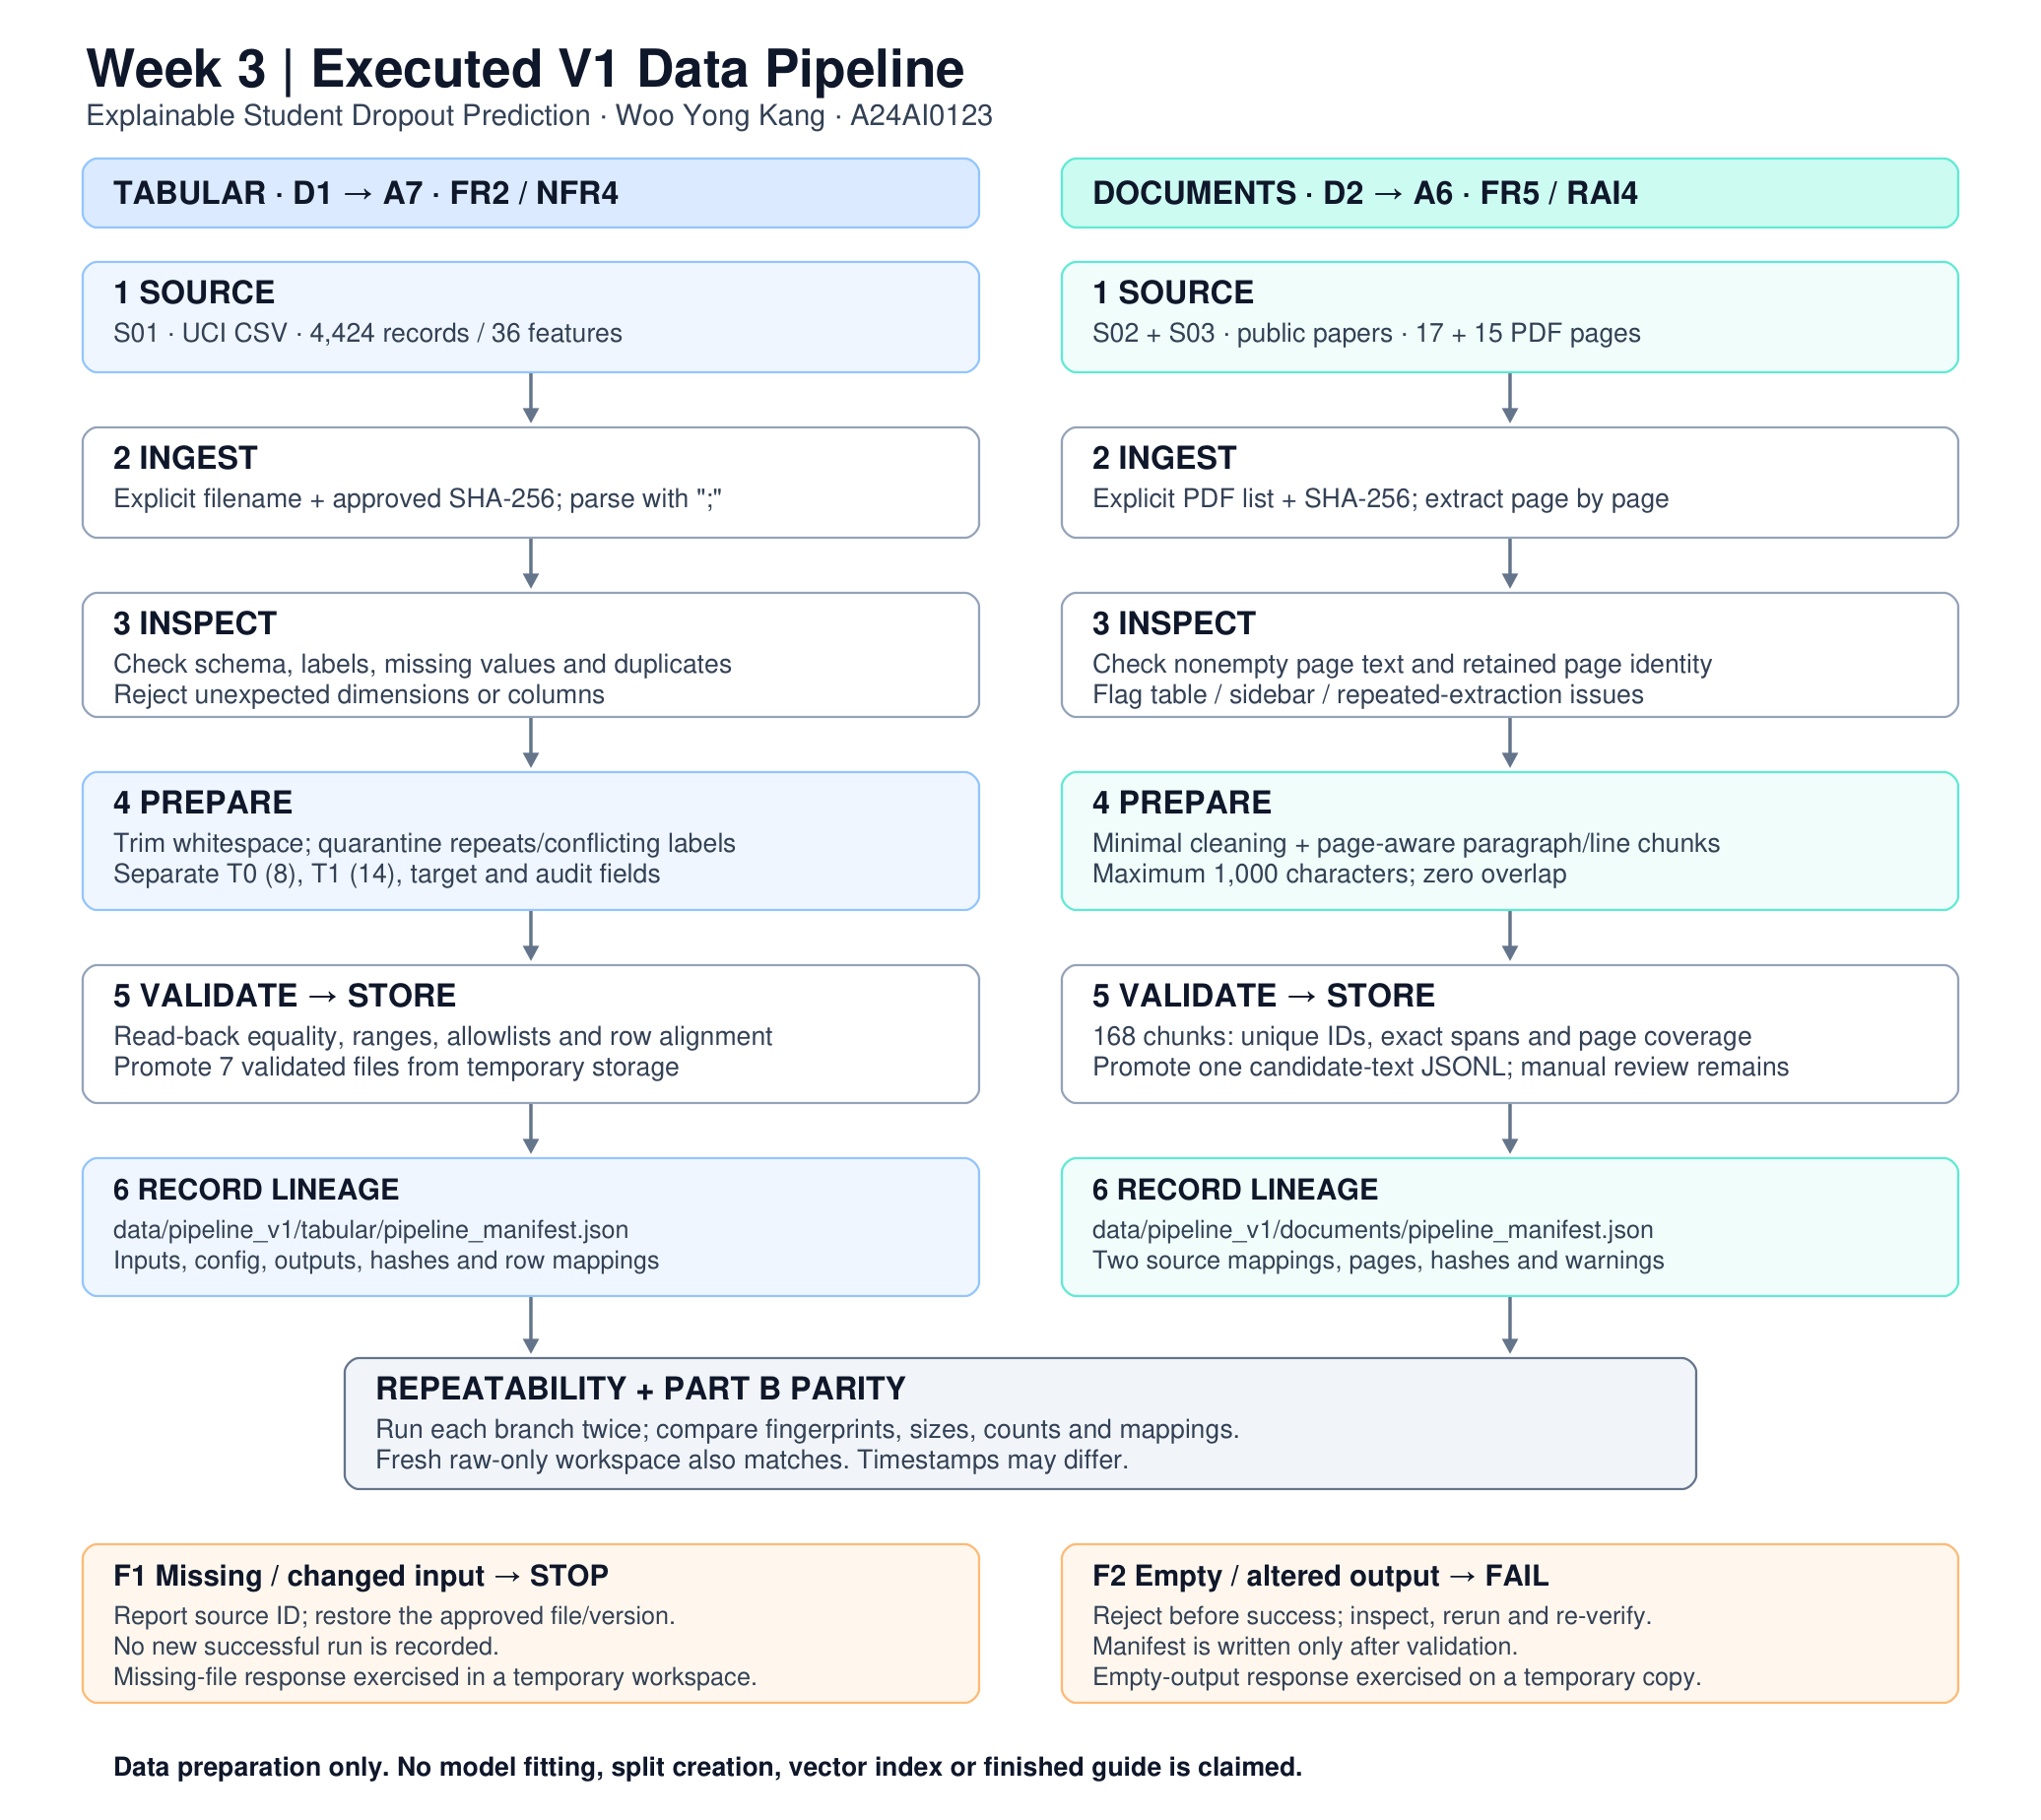 Week 3 | Executed V1 Data Pipeline
Explainable Student Dropout Prediction · Woo Yong Kang · A24AI0123
TABULAR · D1 → A7 · FR2 / NFR4
1 SOURCE
S01 · UCI CSV · 4,424 records / 36 features
2 INGEST
Explicit filename + approved SHA-256; parse with ";"
3 INSPECT
Check schema, labels, missing values and duplicates
Reject unexpected dimensions or columns
4 PREPARE
Trim whitespace; quarantine repeats/conflicting labels
Separate T0 (8), T1 (14), target and audit fields
5 VALIDATE → STORE
Read-back equality, ranges, allowlists and row alignment
Promote 7 validated files from temporary storage
6 RECORD LINEAGE
data/pipeline_v1/tabular/pipeline_manifest.json
Inputs, config, outputs, hashes and row mappings
DOCUMENTS · D2 → A6 · FR5 / RAI4
1 SOURCE
S02 + S03 · public papers · 17 + 15 PDF pages
2 INGEST
Explicit PDF list + SHA-256; extract page by page
3 INSPECT
Check nonempty page text and retained page identity
Flag table / sidebar / repeated-extraction issues
4 PREPARE
Minimal cleaning + page-aware paragraph/line chunks
Maximum 1,000 characters; zero overlap
5 VALIDATE → STORE
168 chunks: unique IDs, exact spans and page coverage
Promote one candidate-text JSONL; manual review remains
6 RECORD LINEAGE
data/pipeline_v1/documents/pipeline_manifest.json
Two source mappings, pages, hashes and warnings
REPEATABILITY + PART B PARITY
Run each branch twice; compare fingerprints, sizes, counts and mappings.
Fresh raw-only workspace also matches. Timestamps may differ.
F1 Missing / changed input → STOP
Report source ID; restore the approved file/version.
No new successful run is recorded.
Missing-file response exercised in a temporary workspace.
F2 Empty / altered output → FAIL
Reject before success; inspect, rerun and re-verify.
Manifest is written only after validation.
Empty-output response exercised on a temporary copy.
Data preparation only. No model fitting, split creation, vector index or finished guide is claimed.